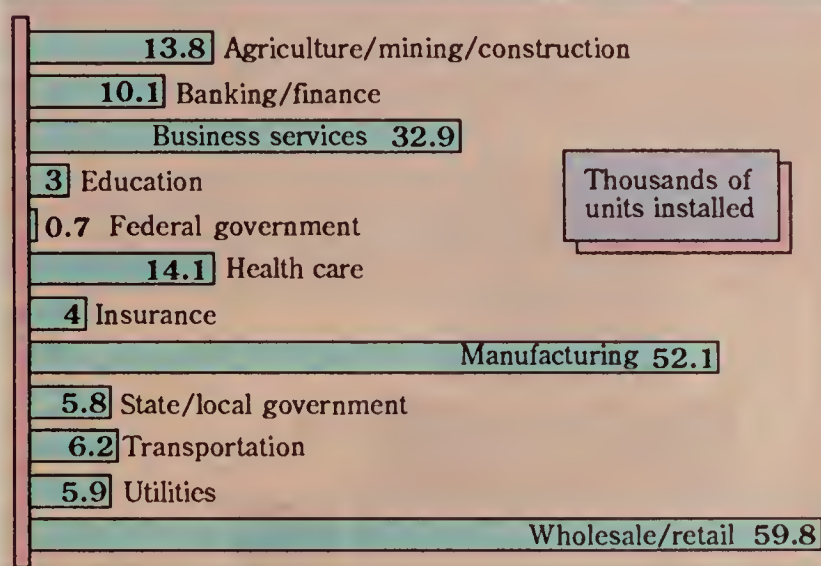 13.8 Agriculture/mining/construction
10.1 Banking/finance
Business services 32.9
3 Education
0.7 Federal government
14.1 Health care
4 Insurance
Manufacturing 52.1
5.8 State/local government
6.2 Transportation
5.9 Utilities
Wholesale/retail 59.8
Thousands of
units installed